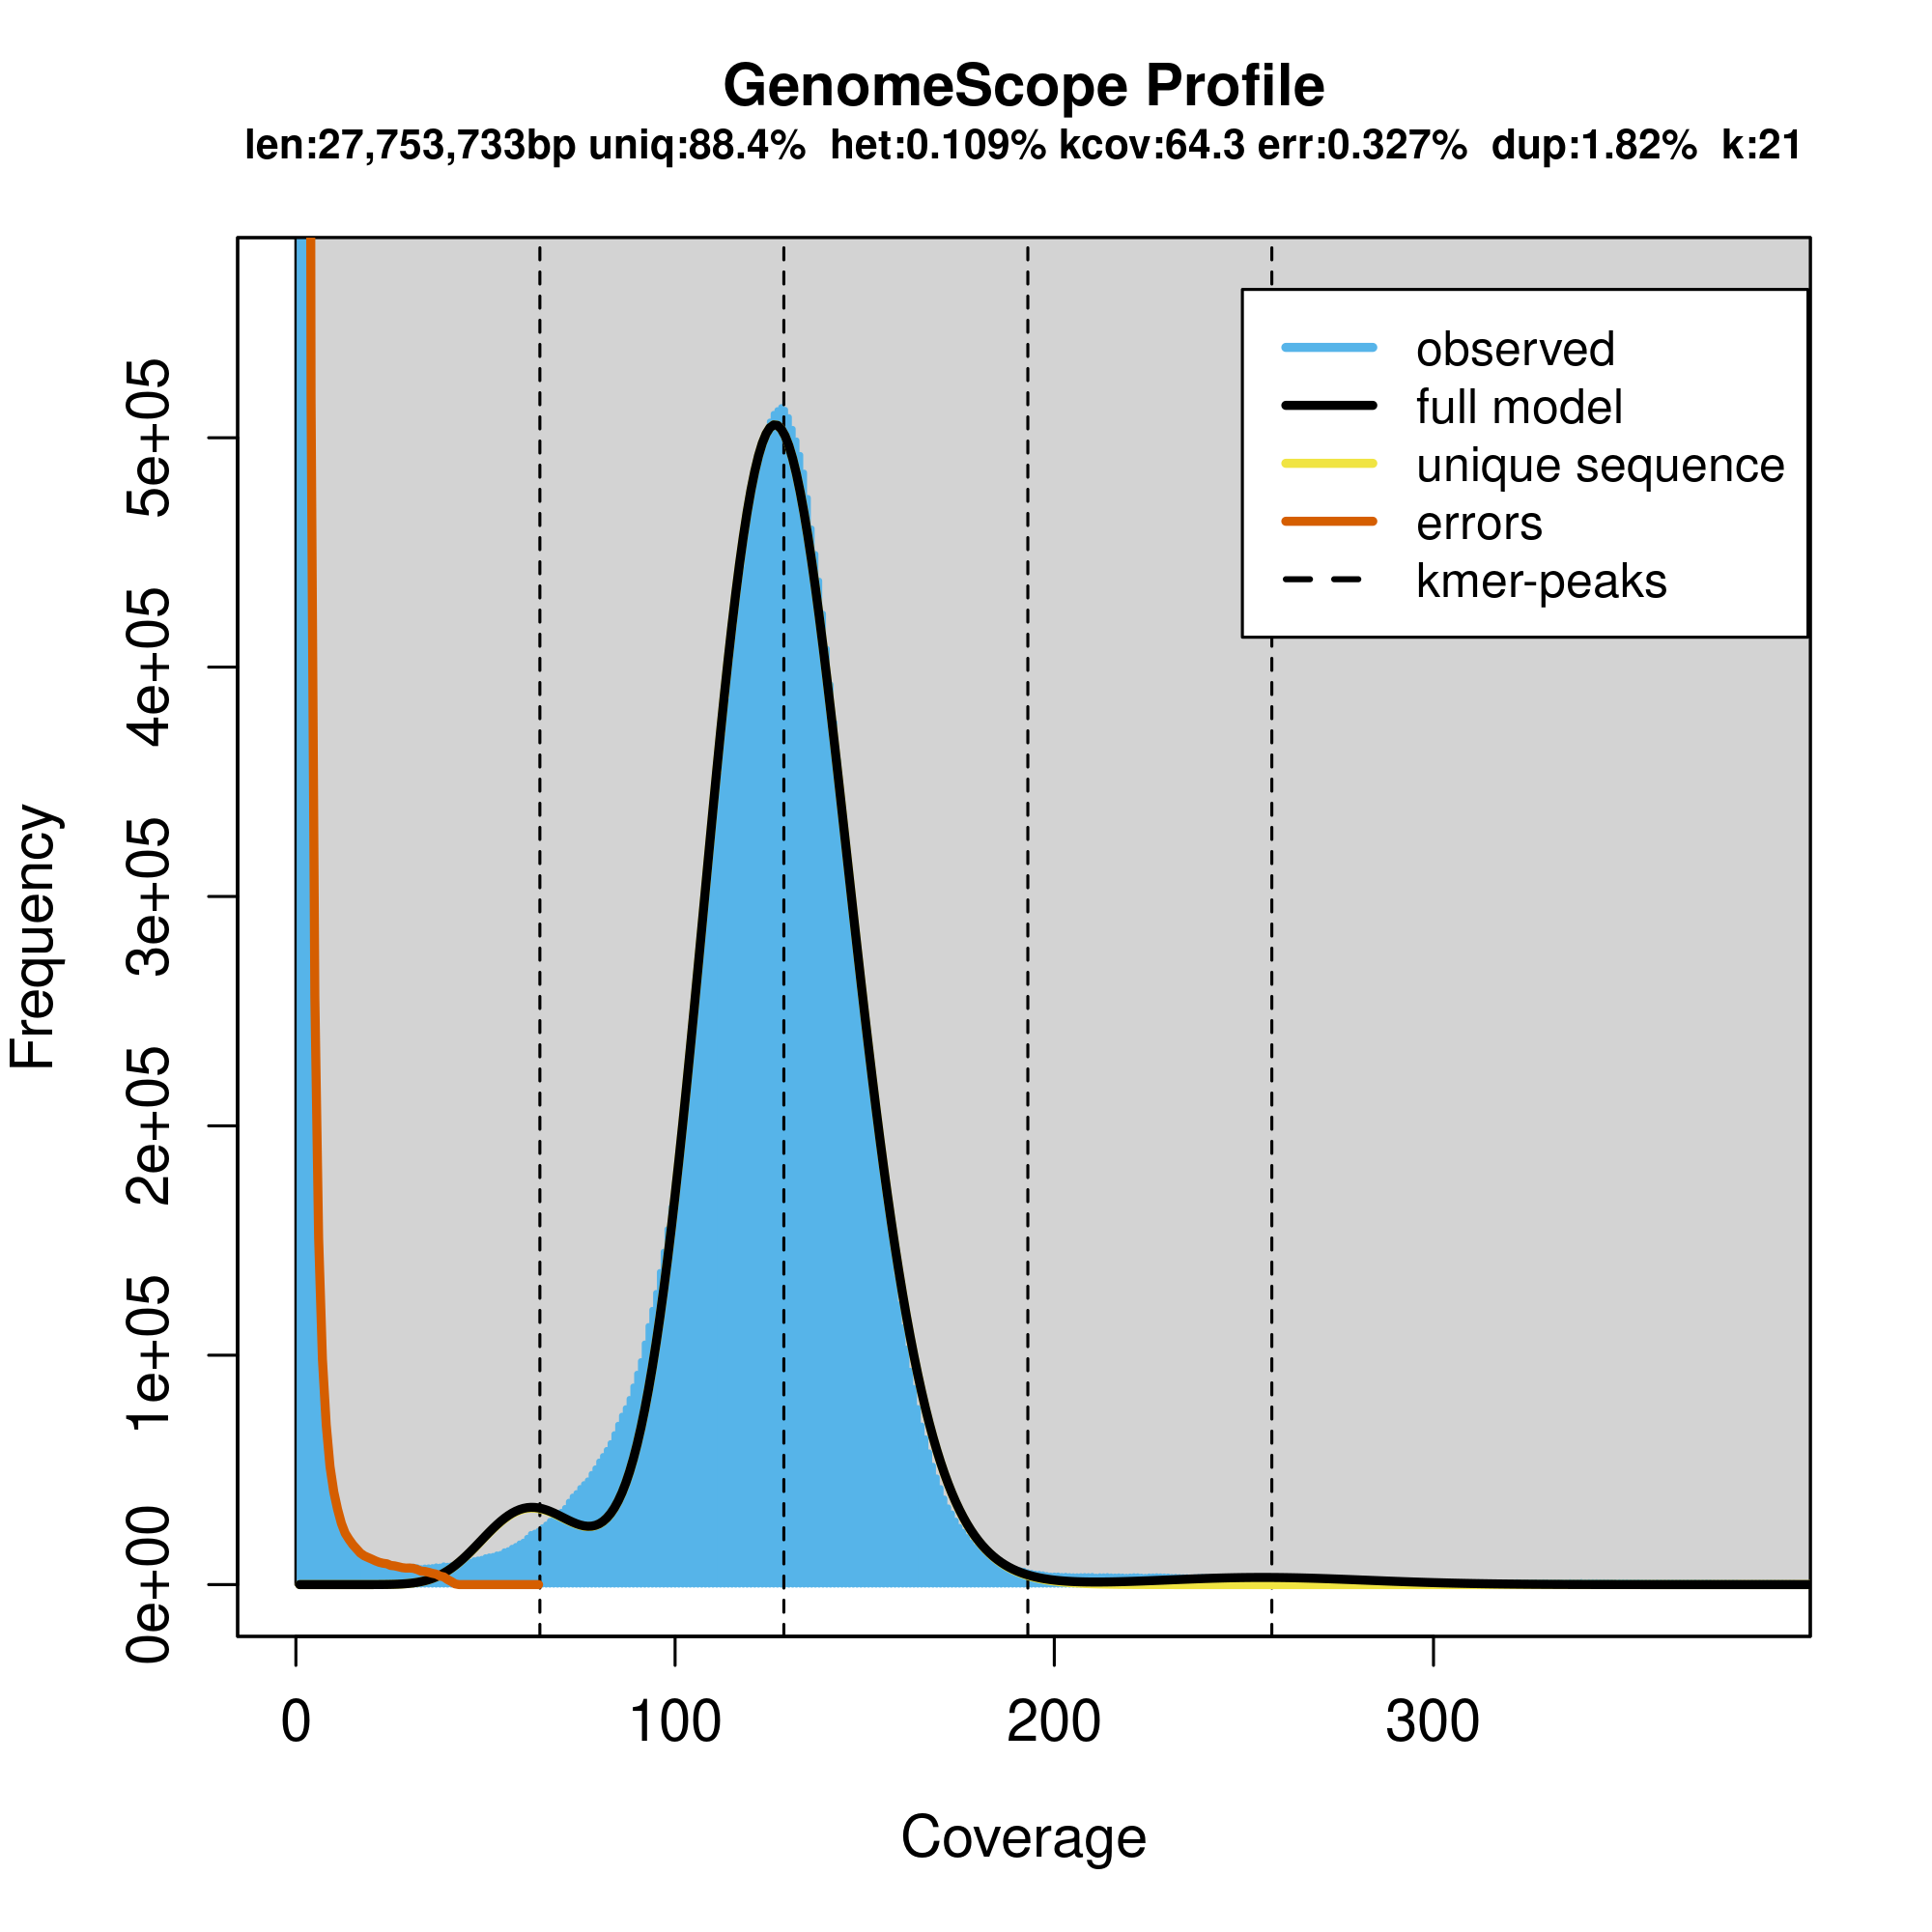 GenomeScope Profile
len:27,753,733bp uniq:88.4%  het:0.109% kcov:64.3 err:0.327%  dup:1.82%  k:21
observed
full model
unique sequence
errors
kmer-peaks
Frequency
5e+05
4e+05
3e+05
2e+05
1e+05
0e+00
0 100 200 300
Coverage